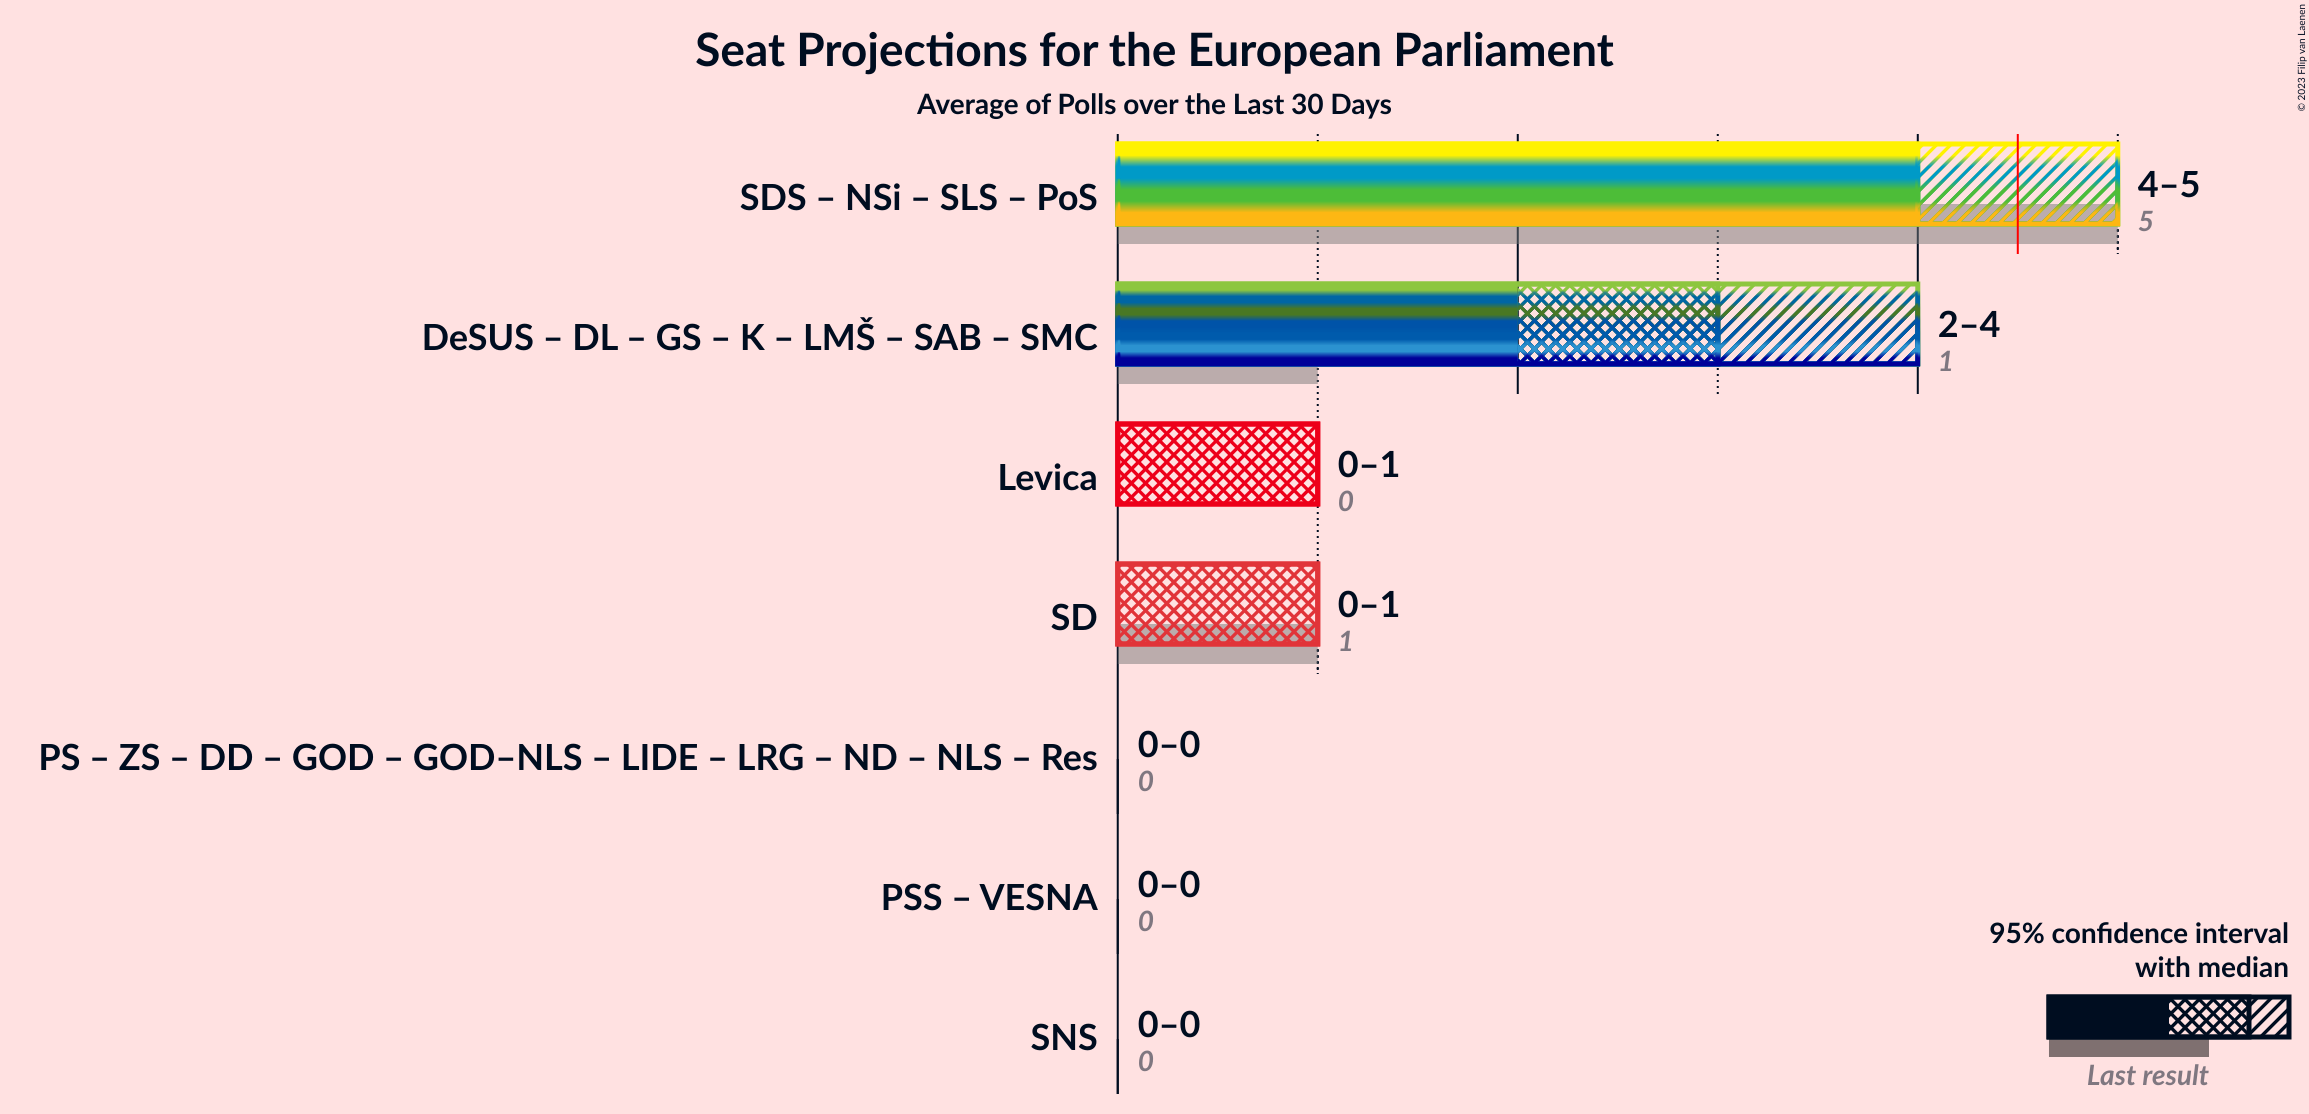 Seat Projections for the European Parliament
Average of Polls over the Last 30 Days
© 2023 Filip van Laenen
SDS – NSi – SLS – PoS
4–5
5
DeSUS – DL – GS – K – LMŠ – SAB – SMC
2–4
1
Levica
0–1
0
SD
0–1
1
PS – ZS – DD – GOD – GOD–NLS – LIDE – LRG – ND – NLS – Res
0–0
0
PSS – VESNA
0–0
0
SNS
0–0
0
95% confidence interval
with median
Last result